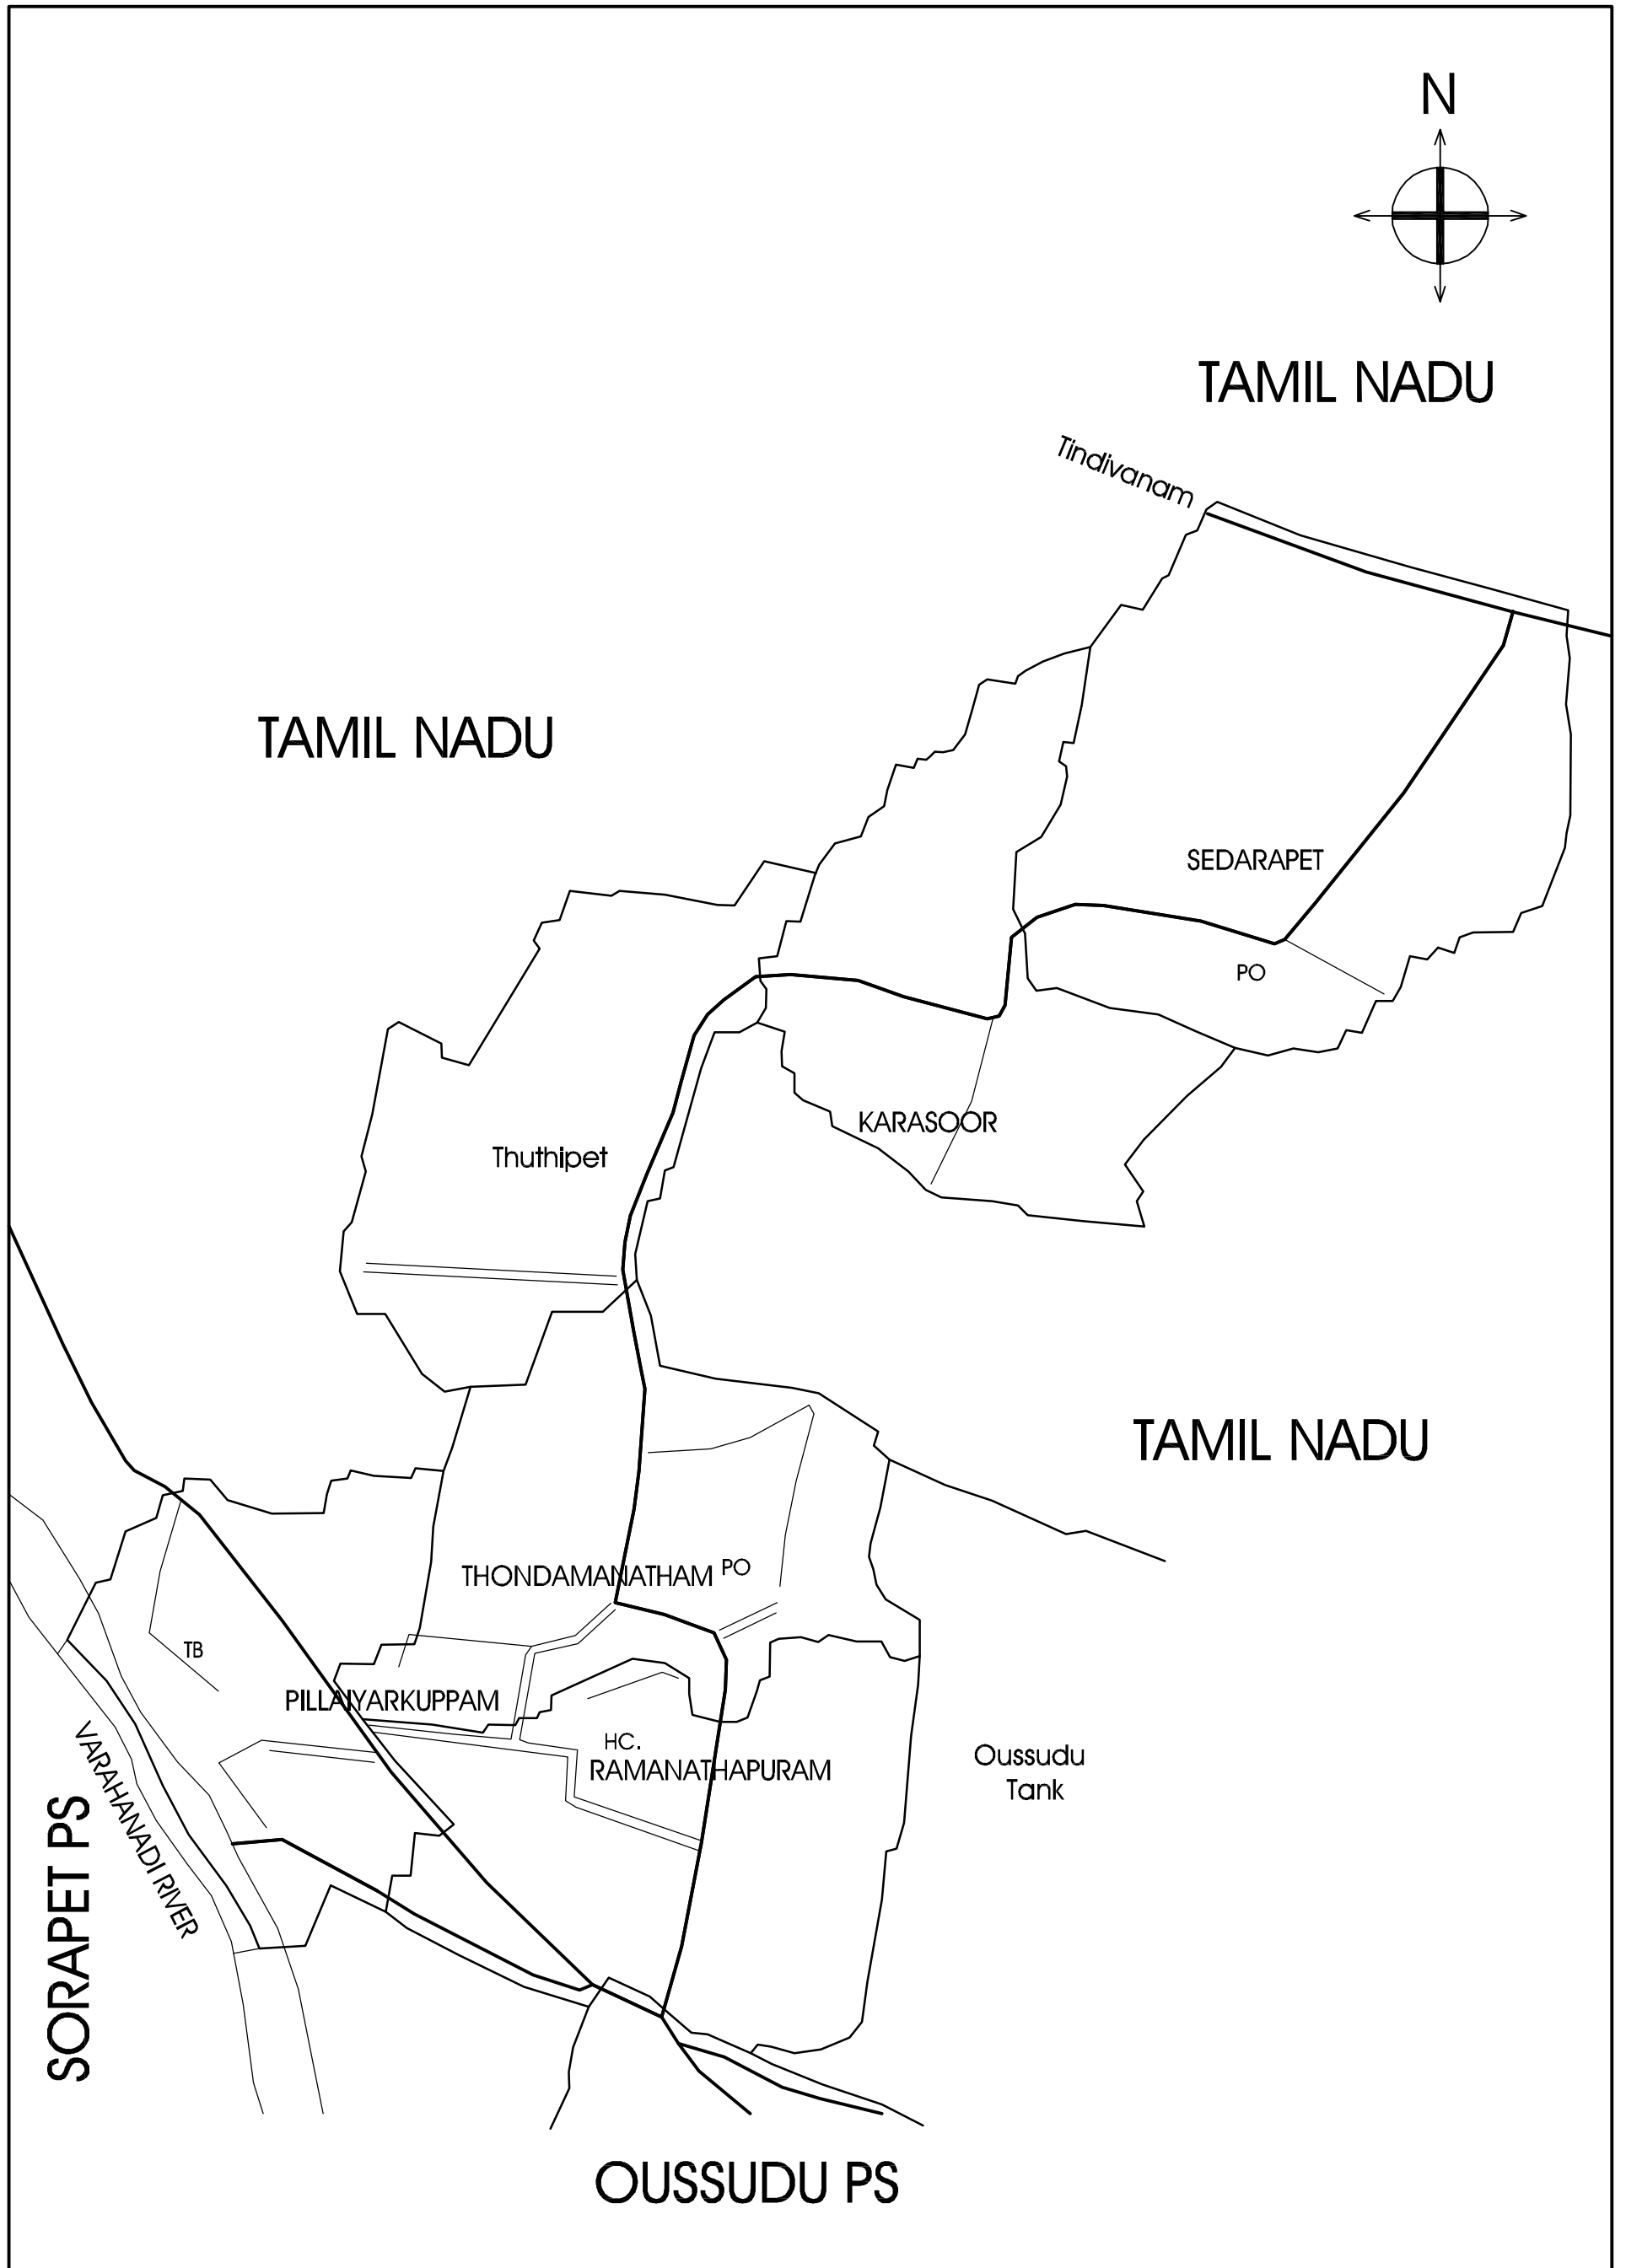 N
TAMIL NADU
Tindivanam
TAMIL NADU
SEDARAPET
PO
KARASOOR
Thuthipet
TAMIL NADU
THONDAMANATHAM PO
TB
PILLAIYARKUPPAM
HC.
RAMANATHAPURAM
Oussudu
Tank
VARAHANADI RIVER
SORAPET PS
OUSSUDU PS